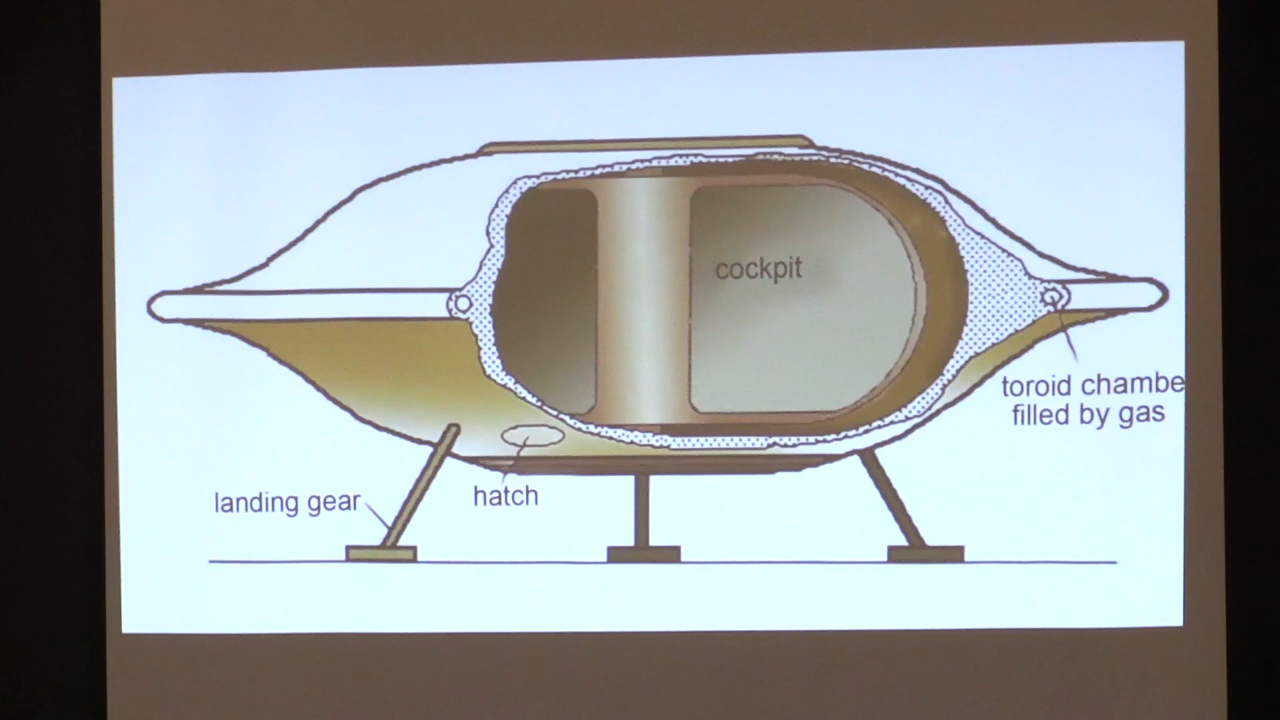 cockpit
toroid chambe
filled by gas
landing gear
hatch